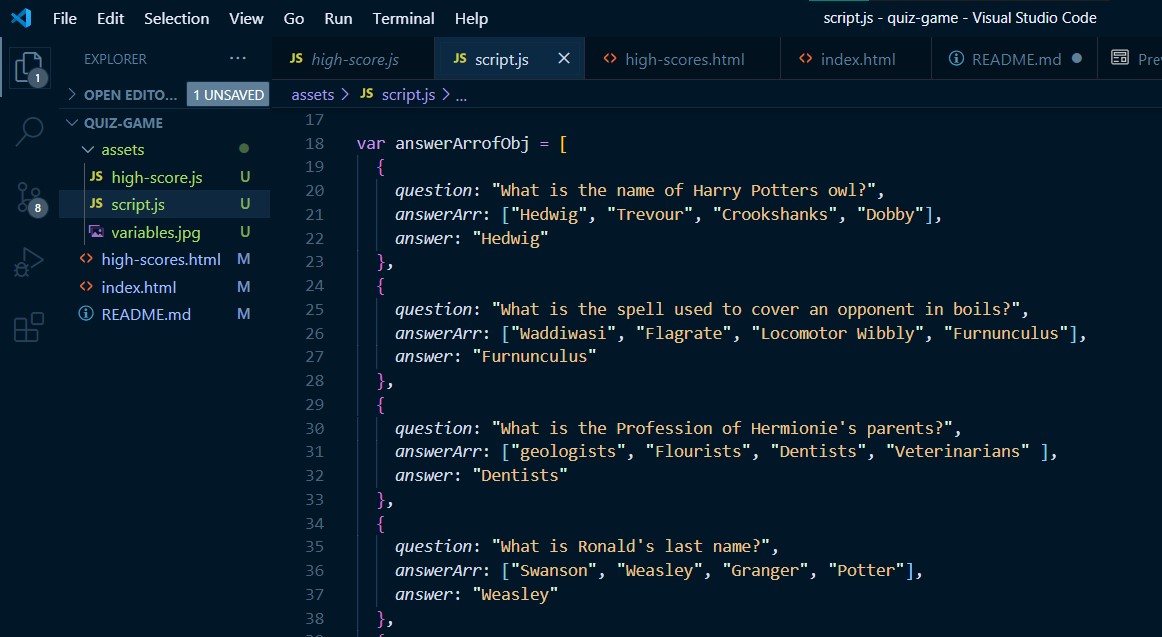 File Edit Selection View Go Run Terminal Help script.js - quiz-game - Visual Studio Code
EXPLORER ...
JS high-score.js JS script.js × <> high-scores.html <> index.html README.md ●
1
OPEN EDITO... 1 UNSAVED
assets > JS script.js > ...
QUIZ-GAME
assets
JS high-score.js U
JS script.js U
variables.jpg U
<> high-scores.html M
<> index.html M
README.md M
8
17
18 var answerArrofObj = [
19 {
20 question: "What is the name of Harry Potters owl?",
21 answerArr: ["Hedwig", "Trevour", "Crookshanks", "Dobby"],
22 answer: "Hedwig"
23 },
24 {
25 question: "What is the spell used to cover an opponent in boils?",
26 answerArr: ["Waddiwasi", "Flagrate", "Locomotor Wibbly", "Furnunculus"],
27 answer: "Furnunculus"
28 },
29 {
30 question: "What is the Profession of Hermionie's parents?",
31 answerArr: ["geologists", "Flourists", "Dentists", "Veterinarians" ],
32 answer: "Dentists"
33 },
34 {
35 question: "What is Ronald's last name?",
36 answerArr: ["Swanson", "Weasley", "Granger", "Potter"],
37 answer: "Weasley"
38 },